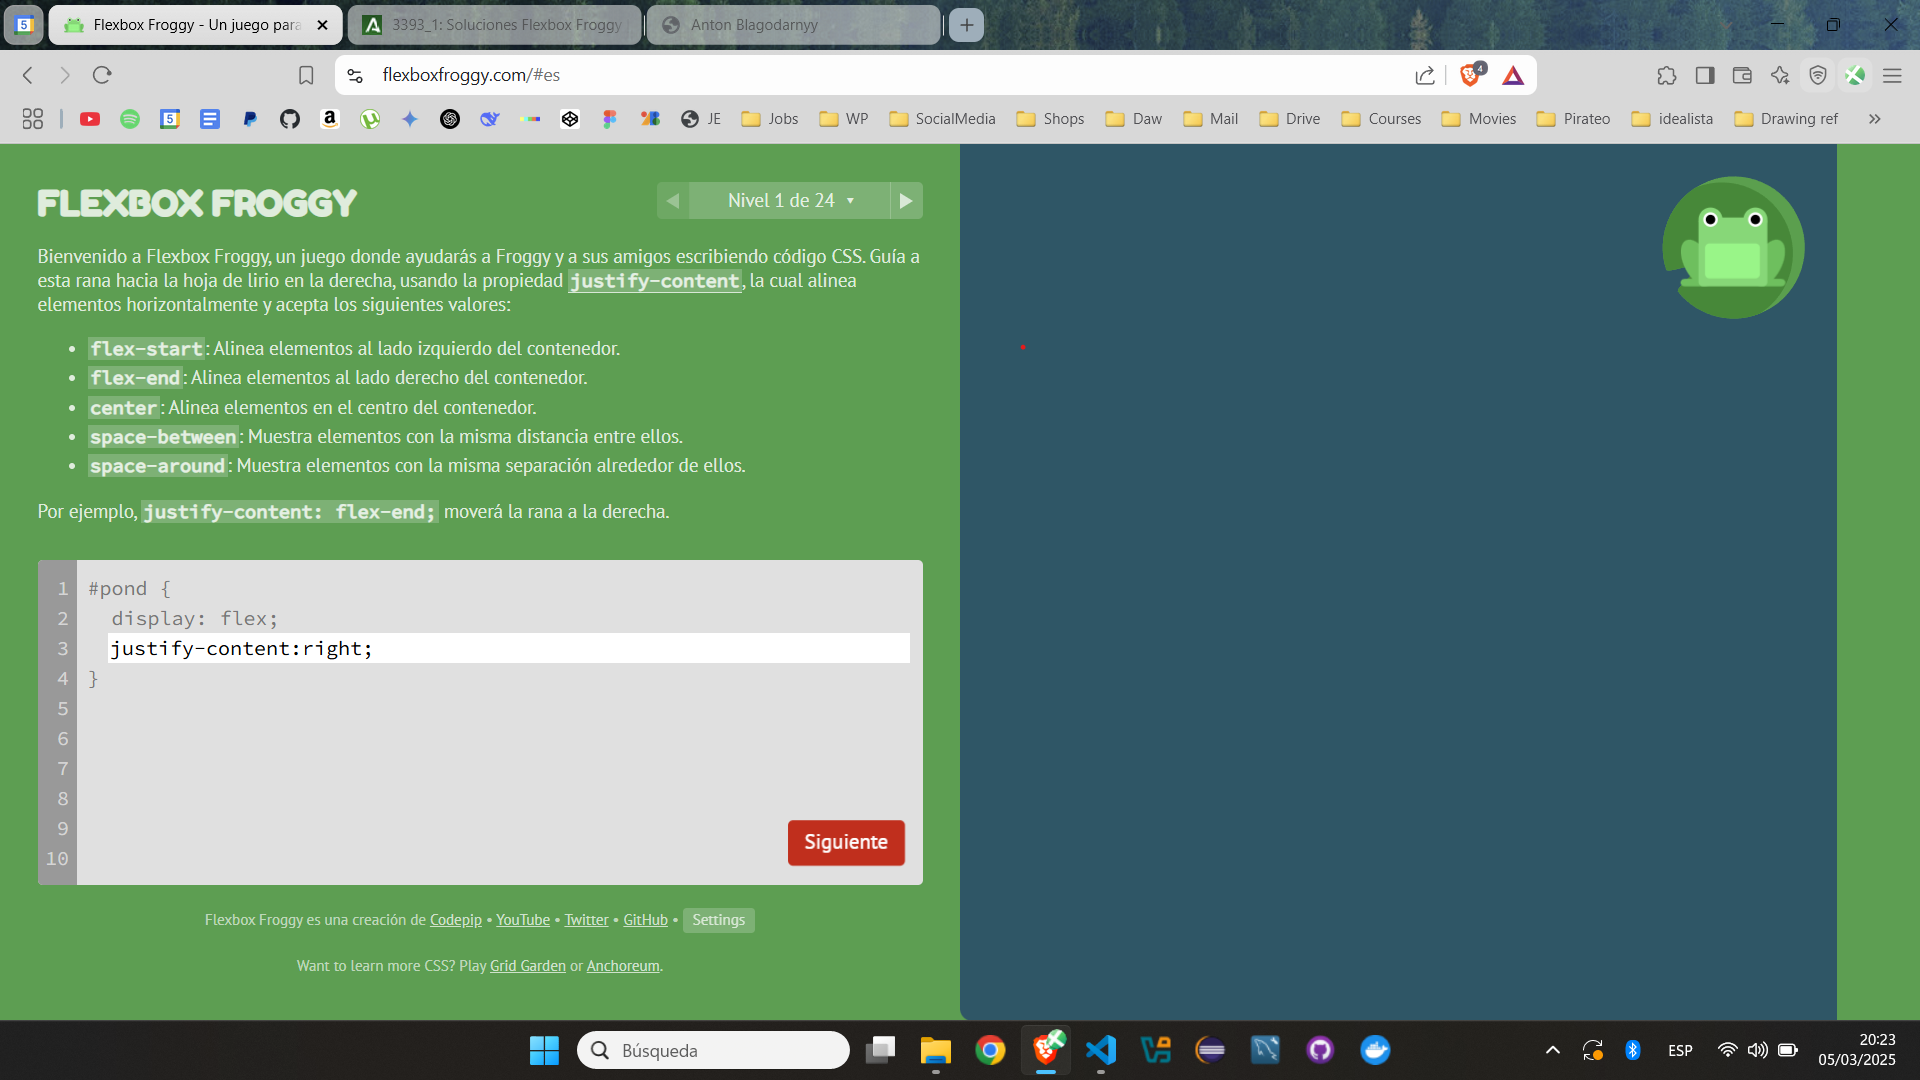 5
Flexbox Froggy - Un juego para
3393_1: Soluciones Flexbox Froggy
Anton Blagodarnyy
flexboxfroggy.com/#es
4
5
a
JE
Jobs
WP
SocialMedia
Shops
Daw
Mail
Drive
Courses
Movies
Pirateo
idealista
Drawing ref
FLEXBOX FROGGY
Nivel 1 de 24
Bienvenido a Flexbox Froggy, un juego donde ayudarás a Froggy y a sus amigos escribiendo código CSS. Guía a
esta rana hacia la hoja de lirio en la derecha, usando la propiedad justify-content, la cual alinea
elementos horizontalmente y acepta los siguientes valores:
• flex-start: Alinea elementos al lado izquierdo del contenedor.
• flex-end: Alinea elementos al lado derecho del contenedor.
• center: Alinea elementos en el centro del contenedor.
• space-between: Muestra elementos con la misma distancia entre ellos.
• space-around: Muestra elementos con la misma separación alrededor de ellos.
Por ejemplo, justify-content: flex-end; moverá la rana a la derecha.
1 #pond {
2 display: flex;
3 justify-content:right;
4 }
5
6
7
8
9
10
Siguiente
Flexbox Froggy es una creación de Codepip • YouTube • Twitter • GitHub • Settings
Want to learn more CSS? Play Grid Garden or Anchoreum.
Búsqueda
ESP
20:23
05/03/2025